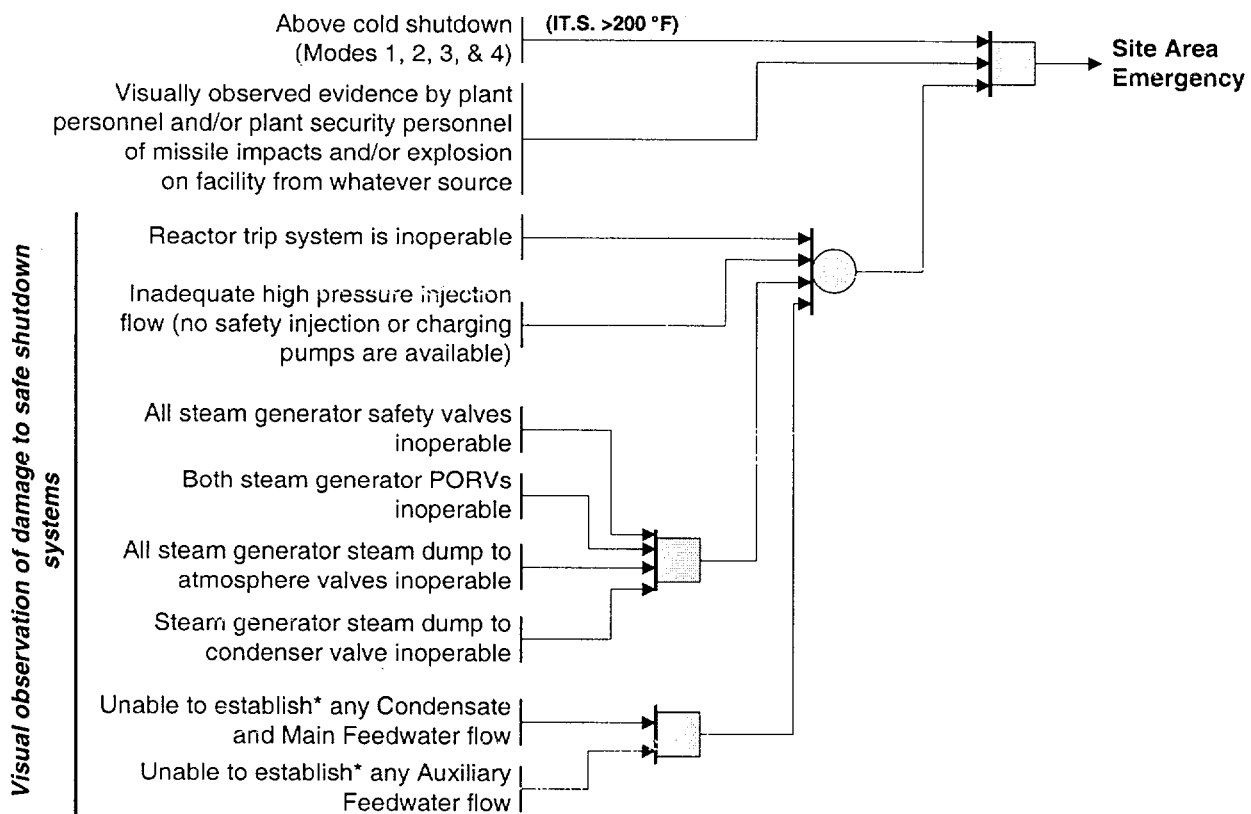 Above cold shutdown
(Modes 1, 2, 3, & 4)
(IT.S. >200 °F)
Site Area
Emergency
Visually observed evidence by plant
personnel and/or plant security personnel
of missile impacts and/or explosion
on facility from whatever source
Visual observation of damage to safe shutdown
systems
Reactor trip system is inoperable
Inadequate high pressure injection
flow (no safety injection or charging
pumps are available)
All steam generator safety valves
inoperable
Both steam generator PORVs
inoperable
All steam generator steam dump to
atmosphere valves inoperable
Steam generator steam dump to
condenser valve inoperable
Unable to establish* any Condensate
and Main Feedwater flow
Unable to establish* any Auxiliary
Feedwater flow